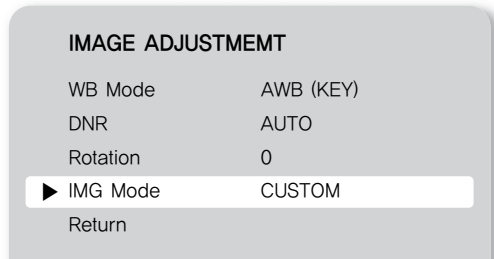 IMAGE ADJUSTMEMT
WB Mode AWB (KEY)
DNR AUTO
Rotation 0
▶ IMG Mode CUSTOM
Return